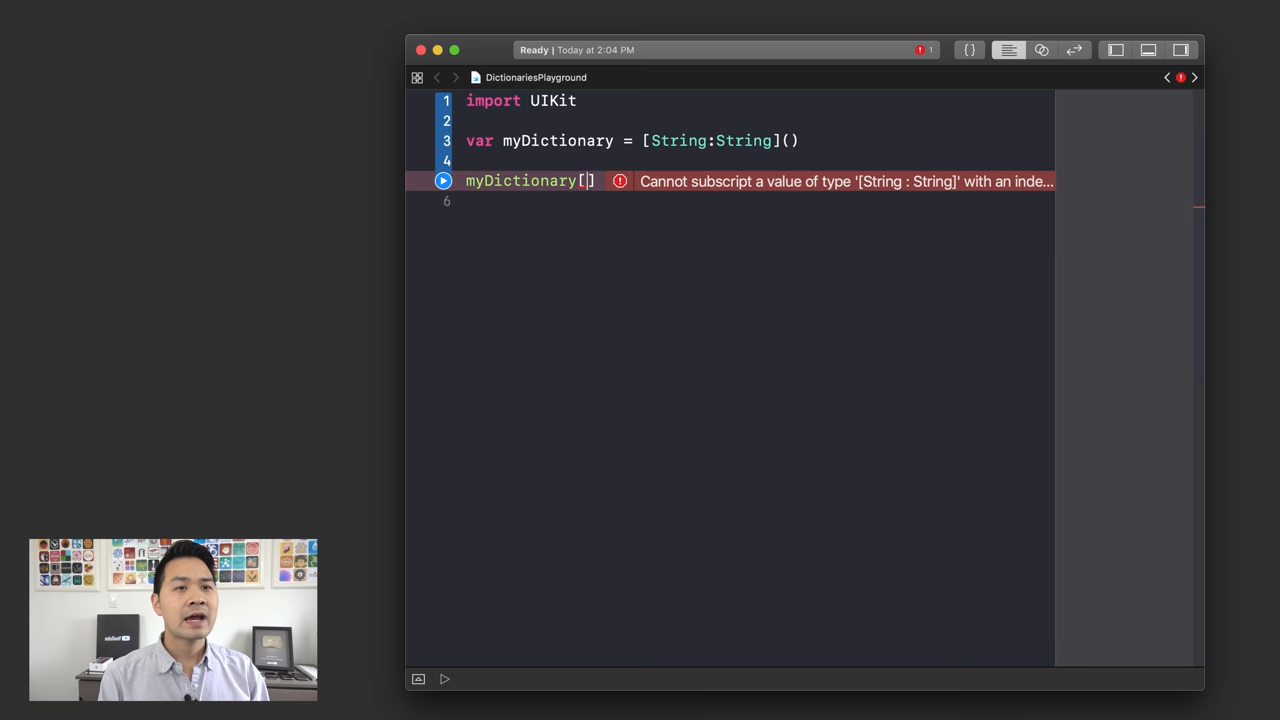 Ready | Today at 2:04 PM
1
{}
DictionariesPlayground
1 import UIKit
2
3 var myDictionary = [String:String]()
4
myDictionary[] Cannot subscript a value of type '[String : String]' with an inde...
6